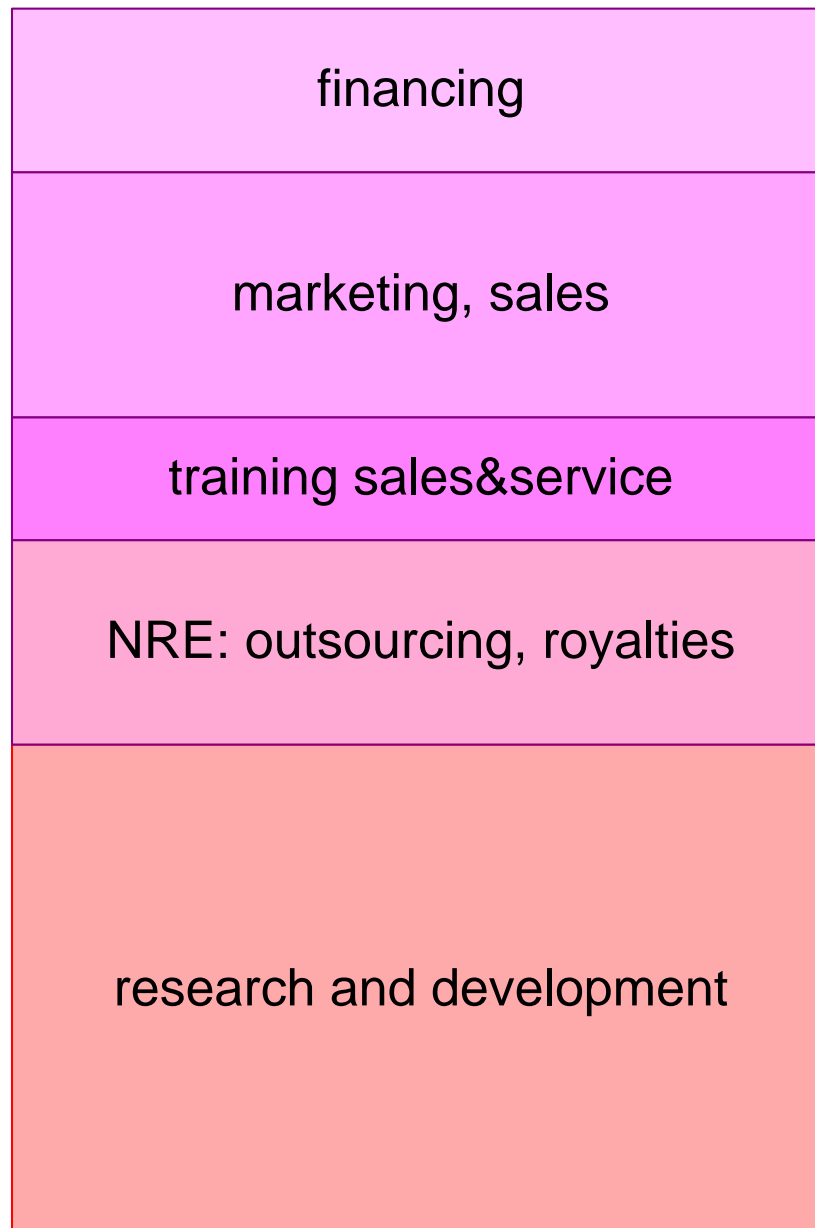 financing
marketing, sales
training sales&service
NRE: outsourcing, royalties
research and development